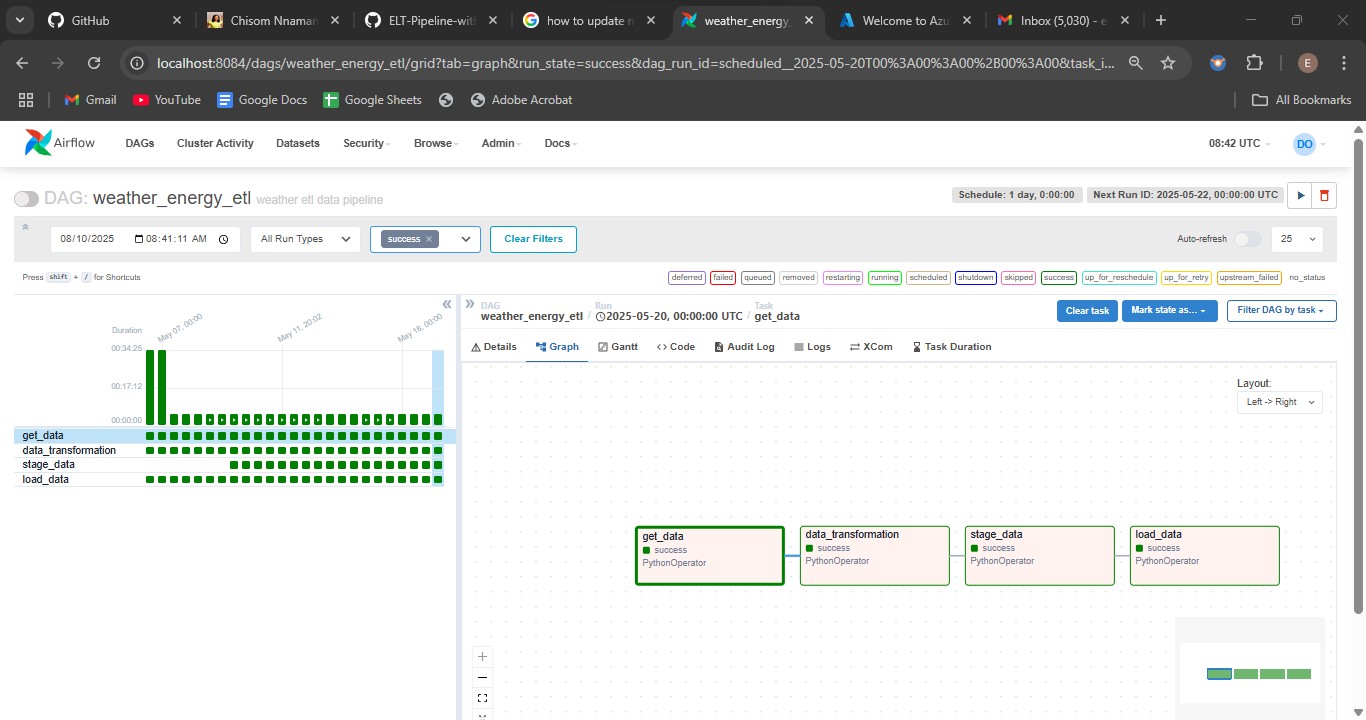 GitHub
Chisom Nnaman
ELT-Pipeline-wit
how to update n
weather_energy_
Welcome to Azu
Inbox (5,030) - e
localhost:8084/dags/weather_energy_etl/grid?tab=graph&run_state=success&dag_run_id=scheduled__2025-05-20T00%3A00%3A00%2B00%3A00&task_i...
E
Gmail
YouTube
Google Docs
Google Sheets
Adobe Acrobat
All Bookmarks
Airflow
DAGs
Cluster Activity
Datasets
Security
Browse
Admin
Docs
08:42 UTC
DO
DAG: weather_energy_etl weather etl data pipeline
Schedule: 1 day, 0:00:00
Next Run ID: 2025-05-22, 00:00:00 UTC
08/10/2025 08:41:11 AM
All Run Types
success
Clear Filters
Auto-refresh
25
Press shift + / for Shortcuts
deferred
failed
queued
removed
restarting
running
scheduled
shutdown
skipped
success
up_for_reschedule
up_for_retry
upstream_failed
no_status
Duration
May 07, 00:00
May 11, 20:02
May 18, 00:00
00:34:25
00:17:12
00:00:00
get_data
data_transformation
stage_data
load_data
DAG
weather_energy_etl /
Run
2025-05-20, 00:00:00 UTC /
Task
get_data
Clear task
Mark state as...
Filter DAG by task
Details
Graph
Gantt
Code
Audit Log
Logs
XCom
Task Duration
Layout:
Left -> Right
get_data
success
PythonOperator
data_transformation
success
PythonOperator
stage_data
success
PythonOperator
load_data
success
PythonOperator